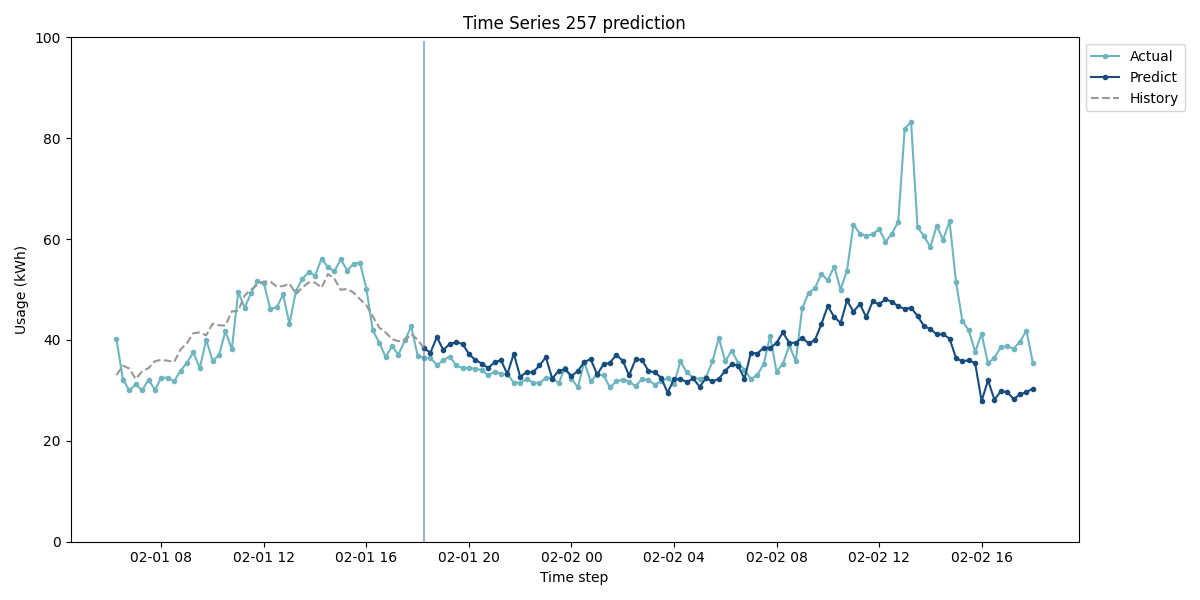 Time Series 257 prediction
100
80
60
40
20
0
Usage (kWh)
02-01 08
02-01 12
02-01 16
02-01 20
02-02 00
02-02 04
02-02 08
02-02 12
02-02 16
Time step
Actual
Predict
History